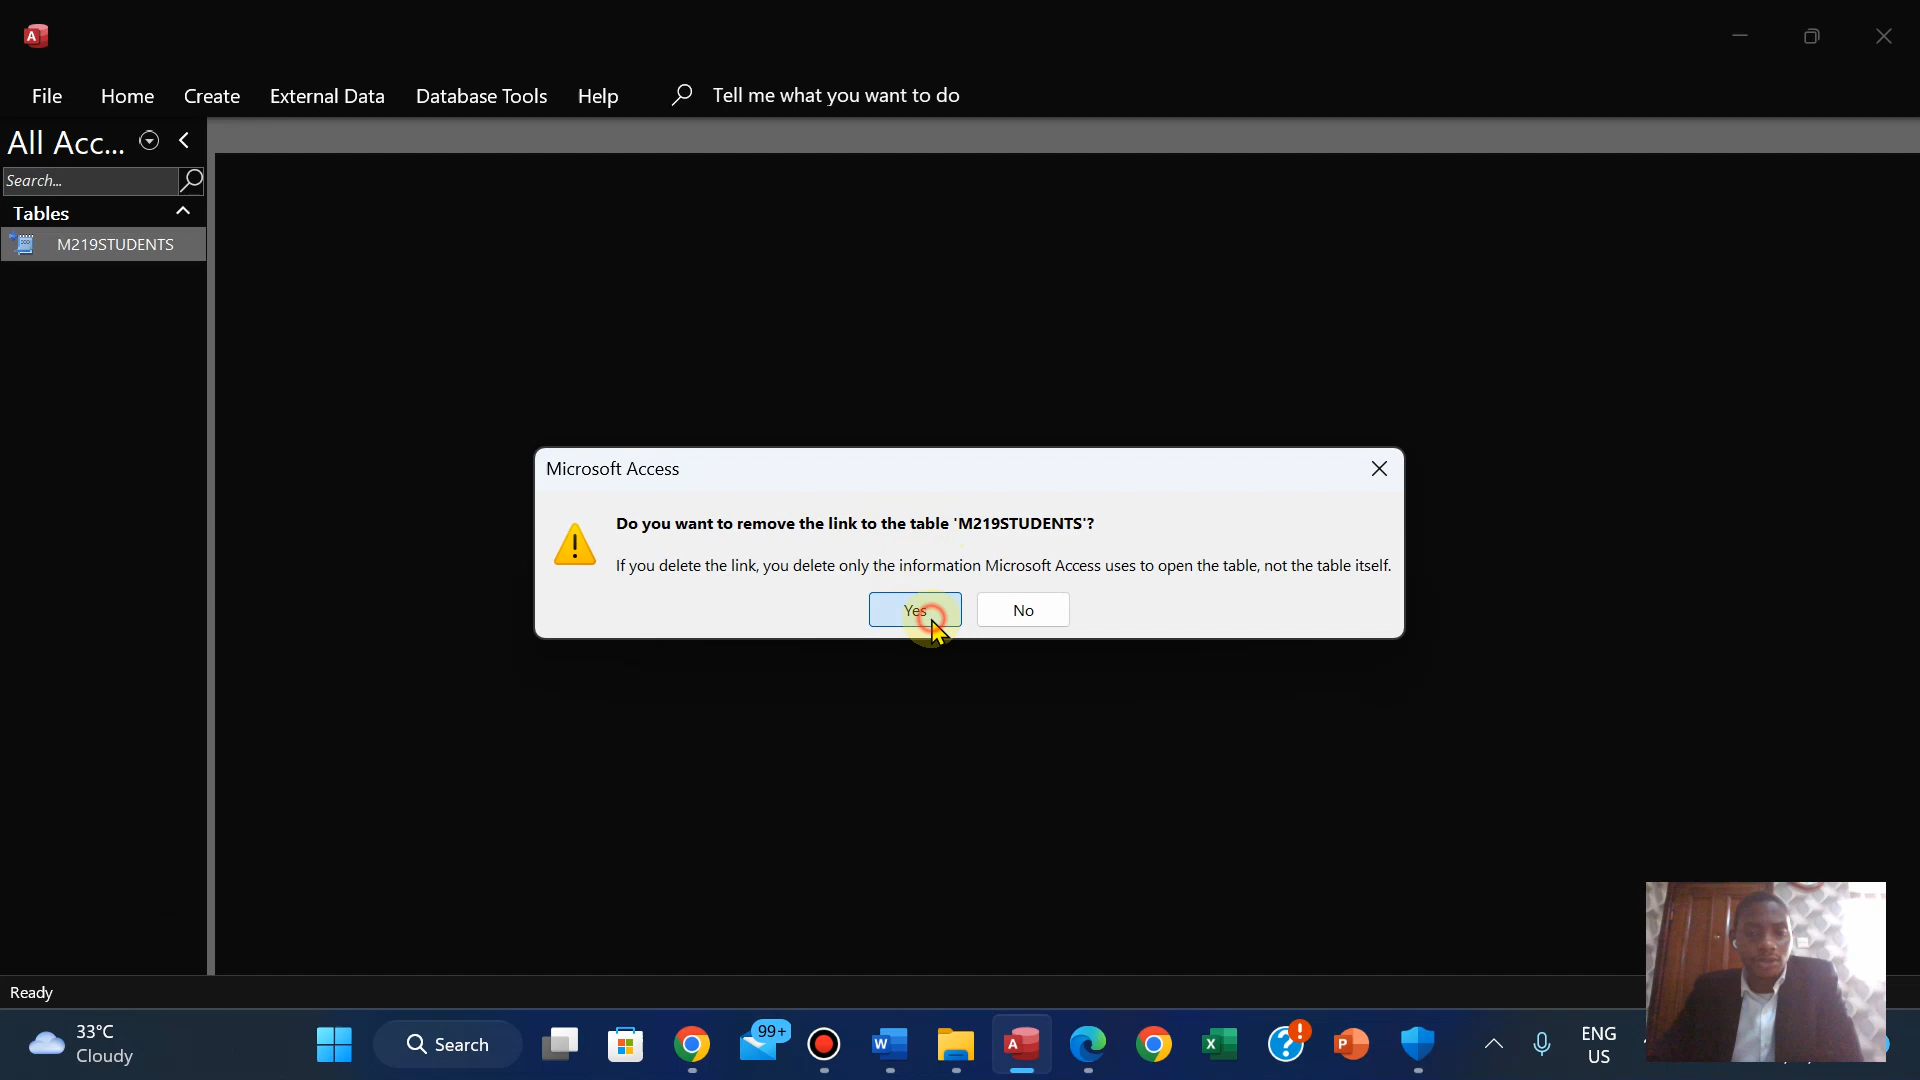 File Home Create External Data Database Tools Help Tell me what you want to do
All Acc...
Search...
Tables
M219STUDENTS
Microsoft Access
Do you want to remove the link to the table 'M219STUDENTS'?
If you delete the link, you delete only the information Microsoft Access uses to open the table, not the table itself.
Yes No
Ready
33°C
Cloudy
Search
99+
ENG
US